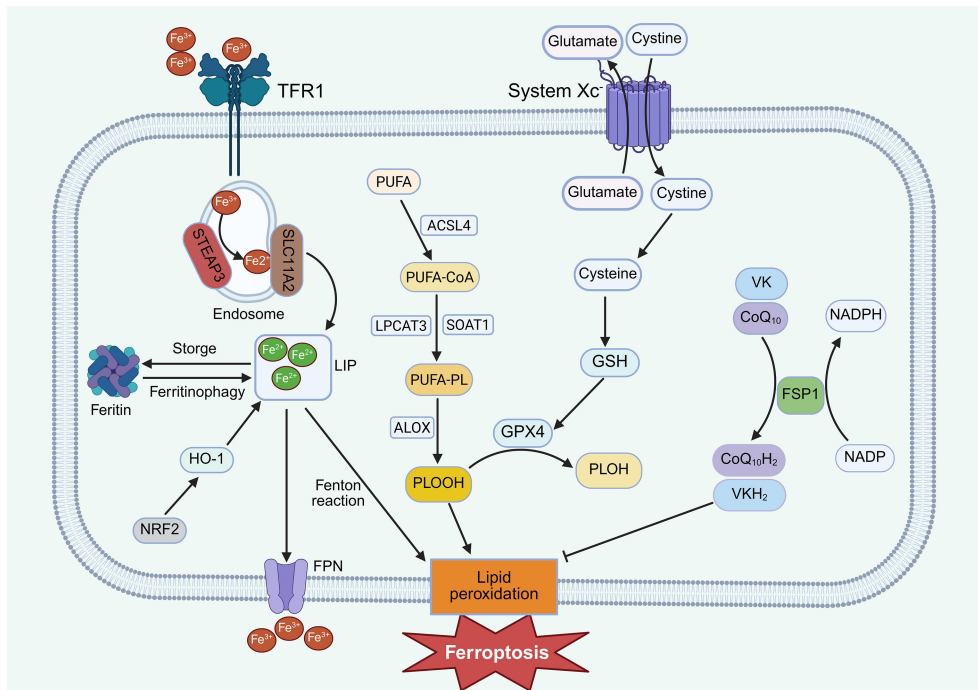 Fe³⁺
Fe³⁺
Fe³⁺
TFR1
Glutamate
Cystine
System Xc⁻
Glutamate
Cystine
PUFA
ACSL4
PUFA-CoA
LPCAT3
SOAT1
PUFA-PL
ALOX
PLOOH
Fe³⁺
STEAP3
Fe2⁺
SLC11A2
Endosome
Fe²⁺
Fe²⁺
Fe²⁺
LIP
Storge
Ferritinophagy
Feritin
HO-1
NRF2
Fenton
reaction
FPN
Fe³⁺
Fe³⁺
Fe³⁺
Cysteine
GSH
GPX4
PLOH
VK
CoQ₁₀
NADPH
FSP1
CoQ₁₀H₂
VKH₂
NADP
Lipid
peroxidation
Ferroptosis